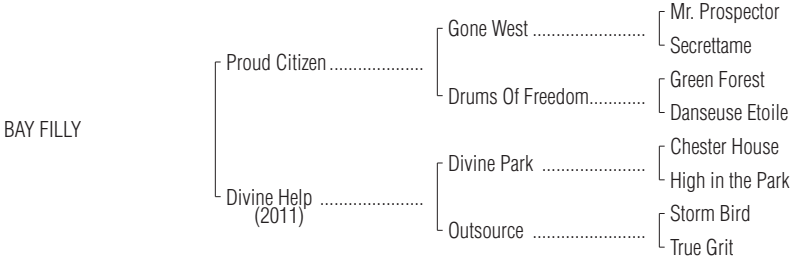 Mr. Prospector
Gone West ........................
Secrettame
Proud Citizen ....................
Green Forest
Drums Of Freedom............
Danseuse Etoile
BAY FILLY
Chester House
Divine Park ......................
High in the Park
Divine Help ......................
(2011)
Storm Bird
Outsource ........................
True Grit